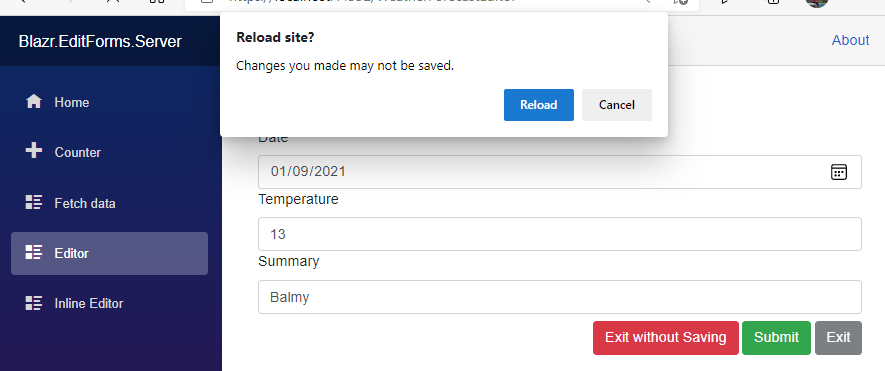 Reload site?
Changes you made may not be saved.
Reload
Cancel
Blazr.EditForms.Server
About
Home
Counter
Fetch data
Editor
Inline Editor
Date
01/09/2021
Temperature
13
Summary
Balmy
Exit without Saving
Submit
Exit